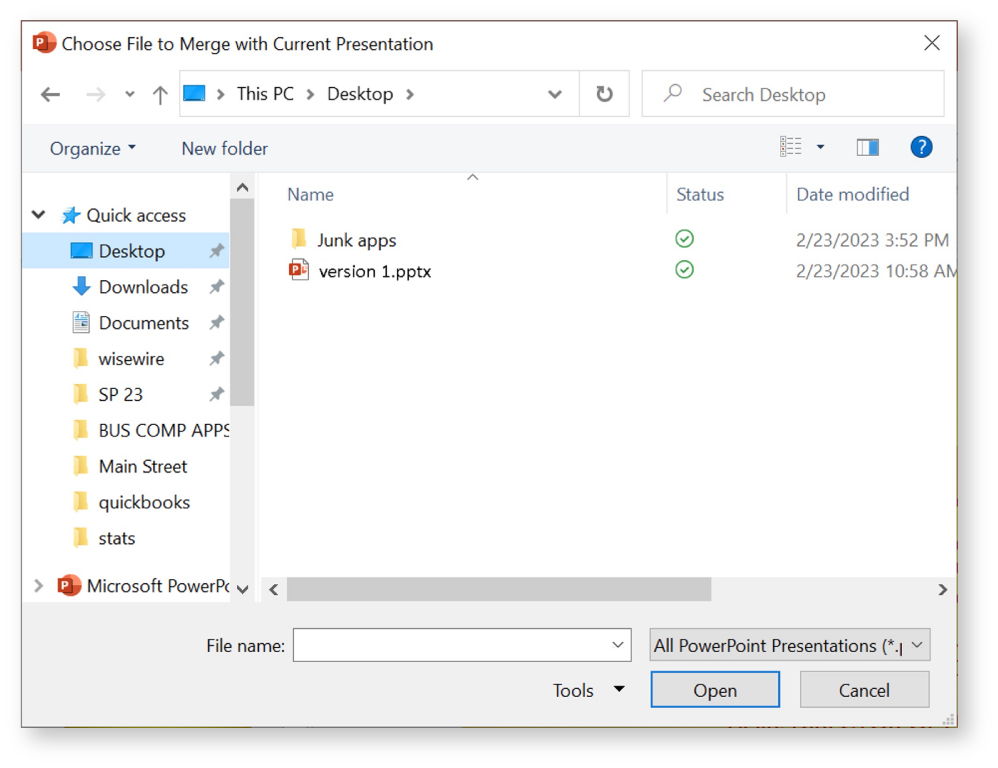 Choose File to Merge with Current Presentation
This PC > Desktop >
Search Desktop
Organize
New folder
Name Status Date modified
Quick access
Desktop
Downloads
Documents
wisewire
SP 23
BUS COMP APPS
Main Street
quickbooks
stats
Microsoft PowerPo
Junk apps 2/23/2023 3:52 PM
version 1.pptx 2/23/2023 10:58 AM
File name:
All PowerPoint Presentations (*.p
Tools
Open
Cancel